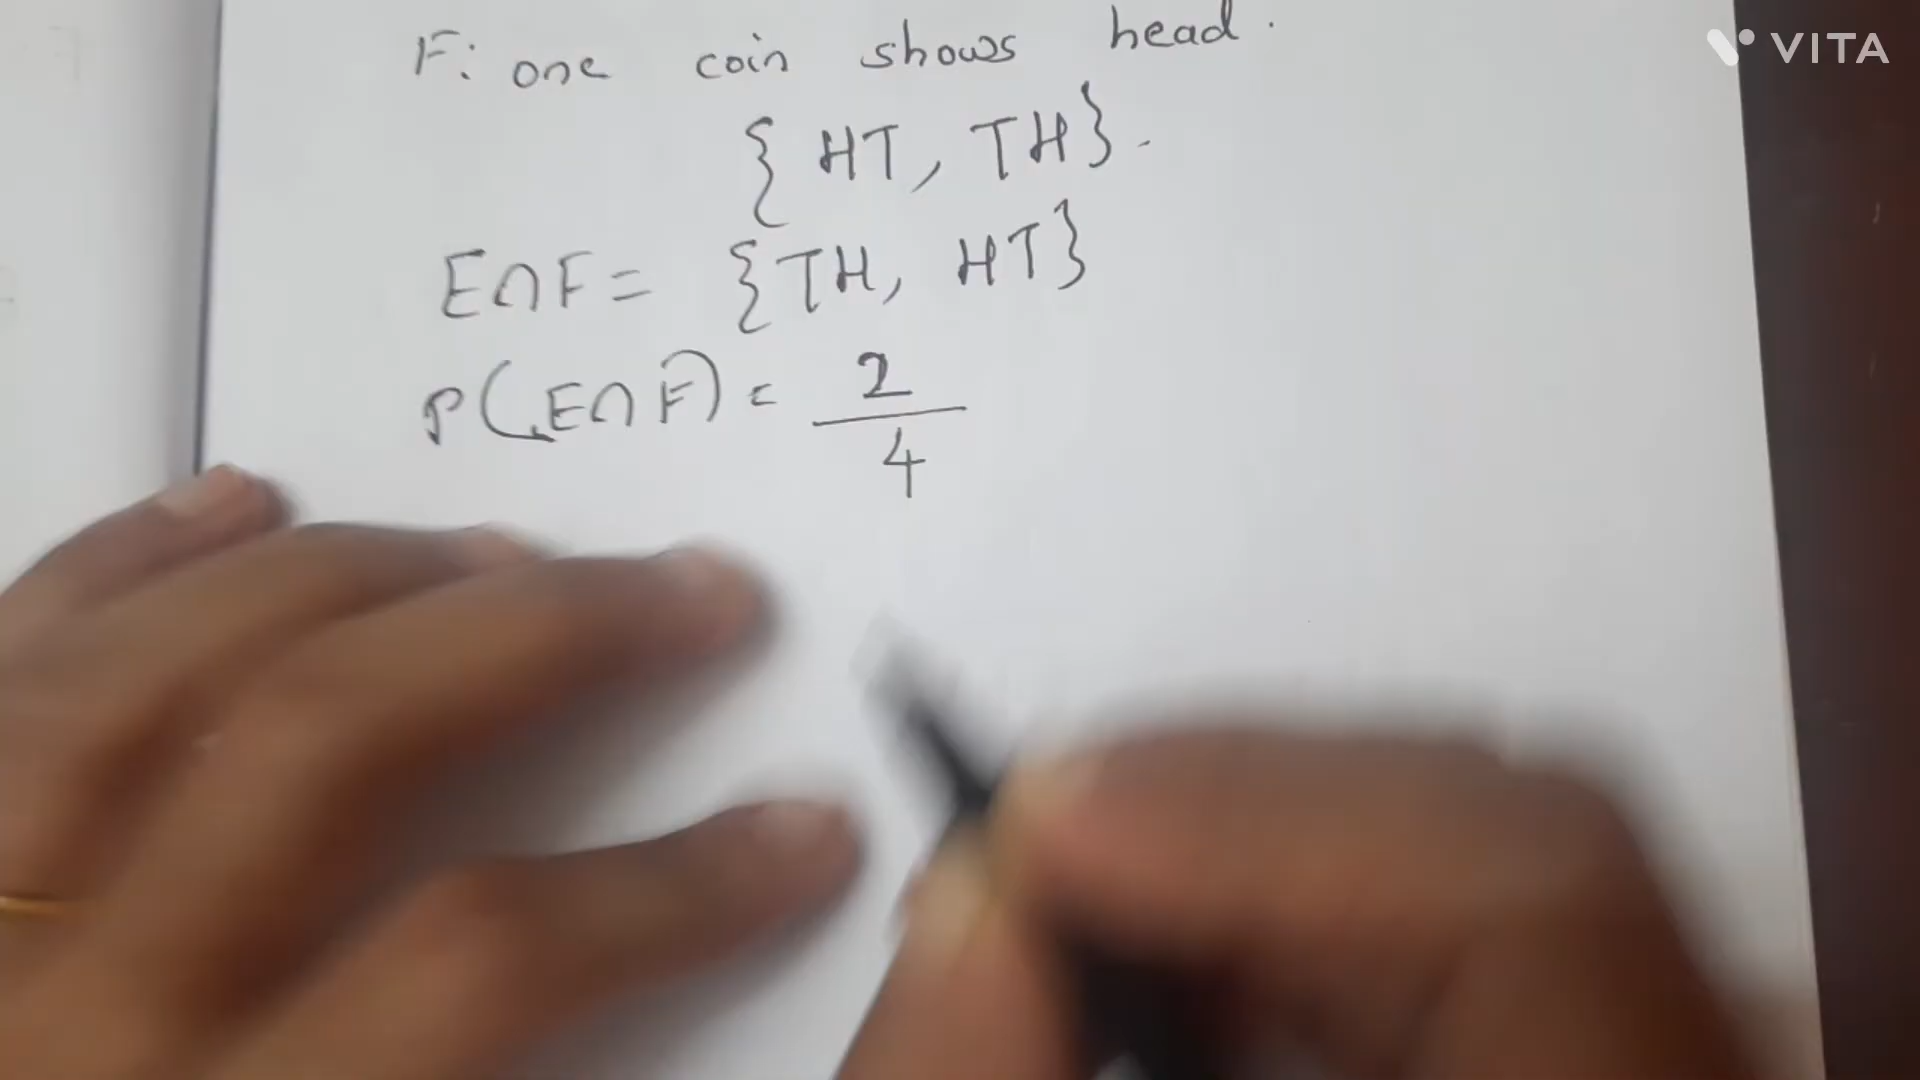 F: one coin shows head.
VITA
{HT, TH}.
E∩F = {TH, HT}
P(E∩F) = 2/4